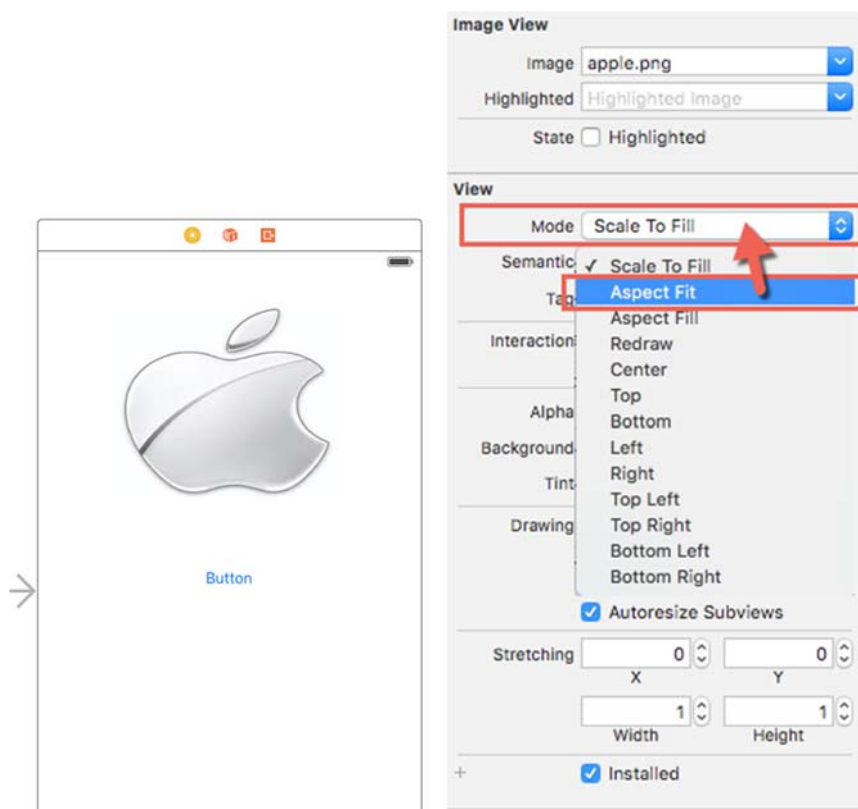 Image View
Image apple.png
Highlighted Highlighted Image
State Highlighted
View
Mode Scale To Fill
Semantic ✓ Scale To Fill
Tag Aspect Fit
Aspect Fill
Interaction Redraw
Center
Top
Alpha Bottom
Background Left
Right
Tint Top Left
Drawing Top Right
Bottom Left
Button
Bottom Right
Autoresize Subviews
Stretching 0 0
X Y
1 1
Width Height
+ Installed